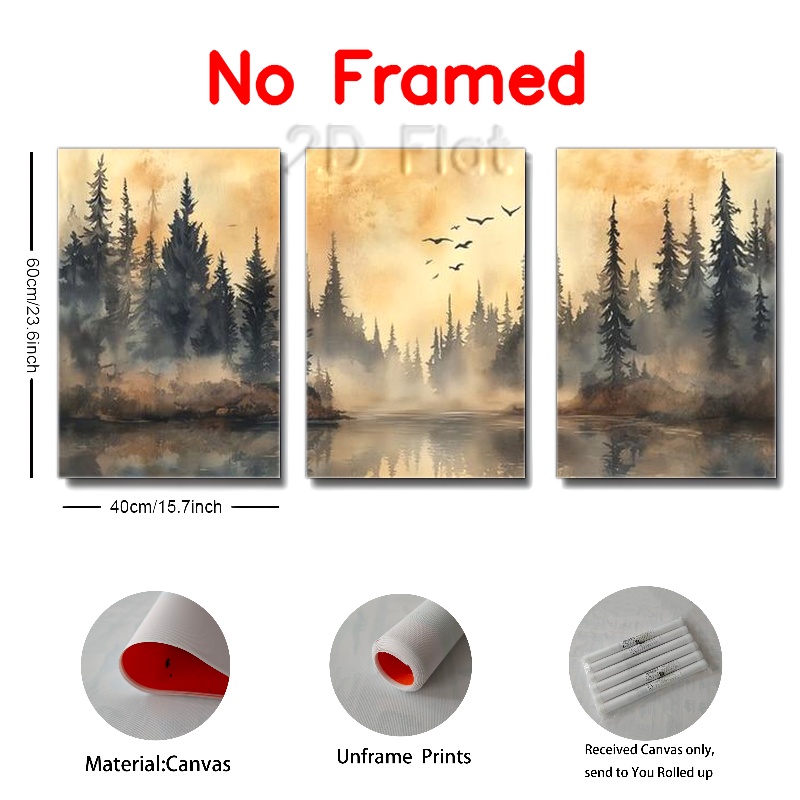 No Framed
2D Flat
60cm/23.6inch
40cm/15.7inch
Material:Canvas
Unframe Prints
Received Canvas only,
send to You Rolled up